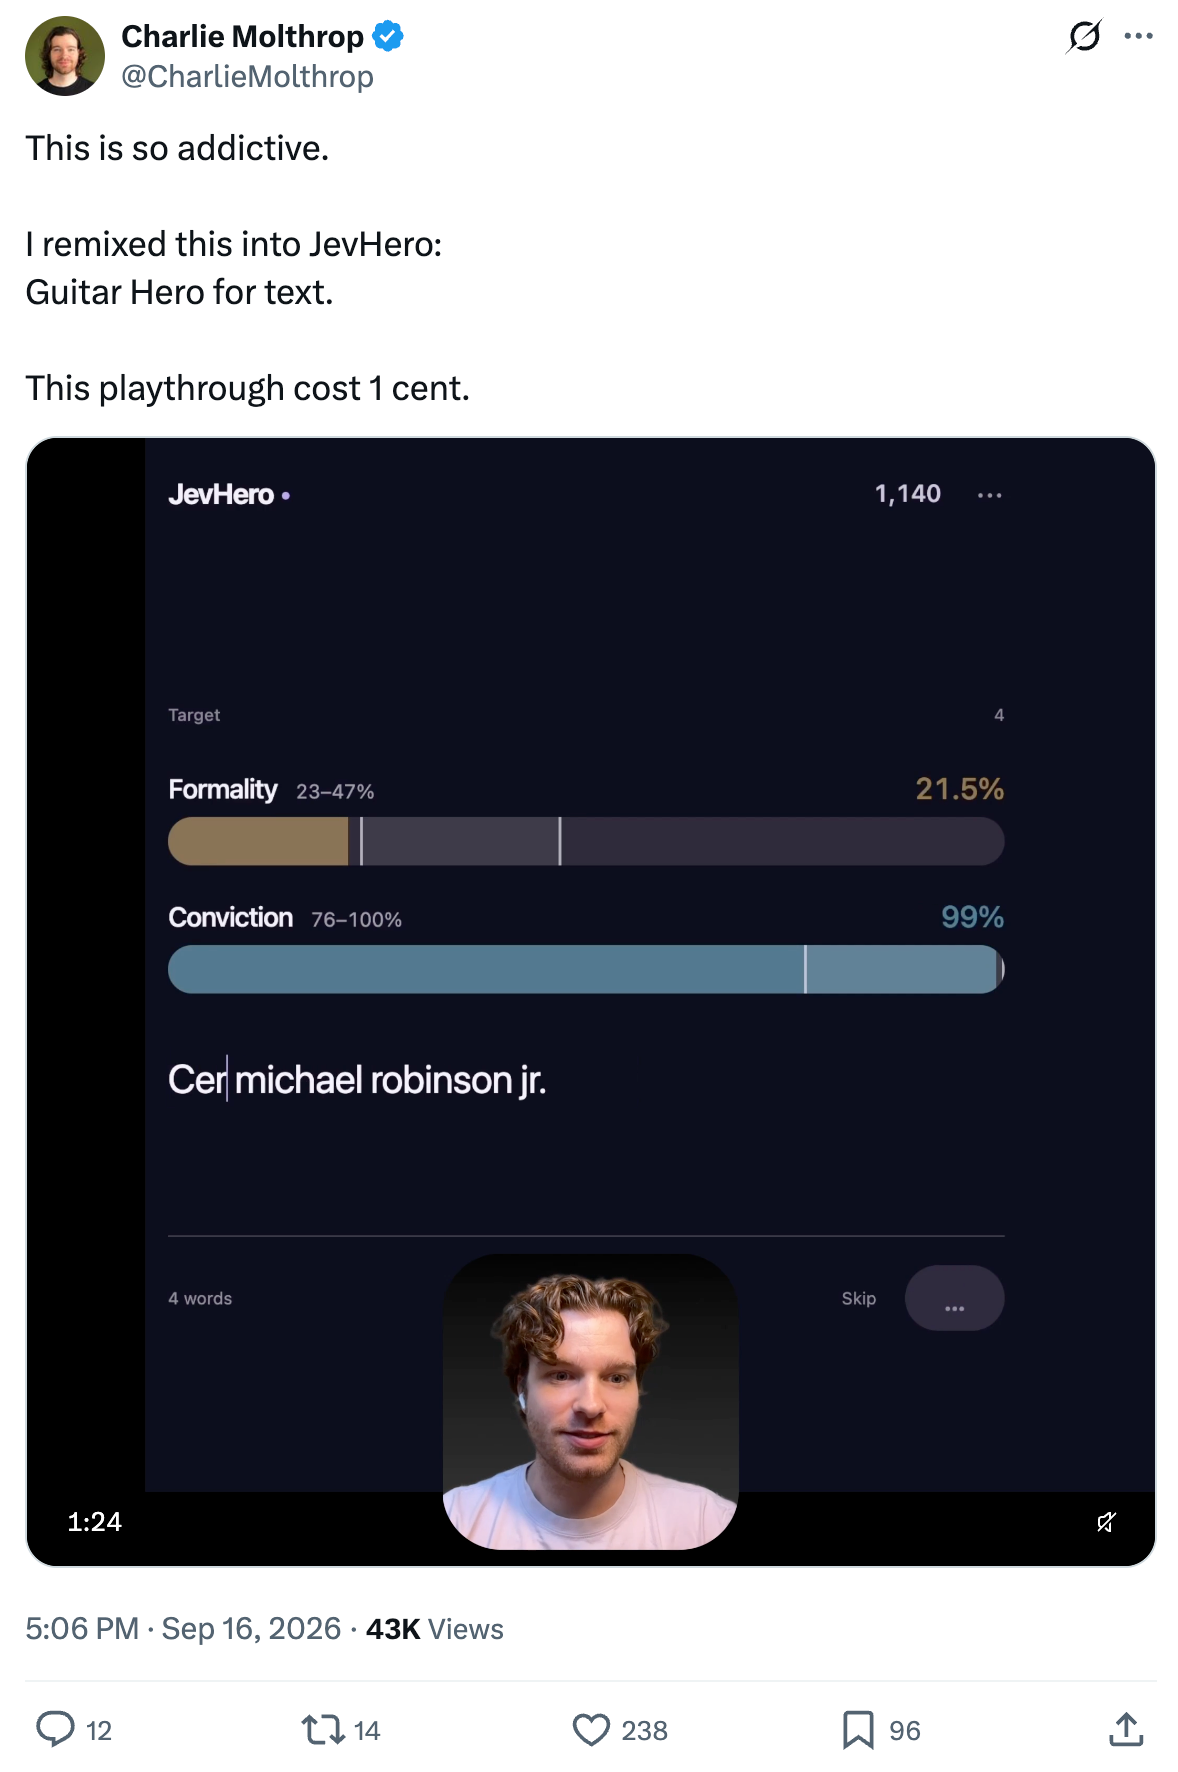 Charlie Molthrop
@CharlieMolthrop
This is so addictive.
I remixed this into JevHero:
Guitar Hero for text.
This playthrough cost 1 cent.
JevHero
1,140
Target
4
Formality 23–47%
21.5%
Conviction 76–100%
99%
Cer michael robinson jr.
4 words
Skip
...
1:24
5:06 PM · Sep 16, 2026 · 43K Views
12
14
238
96